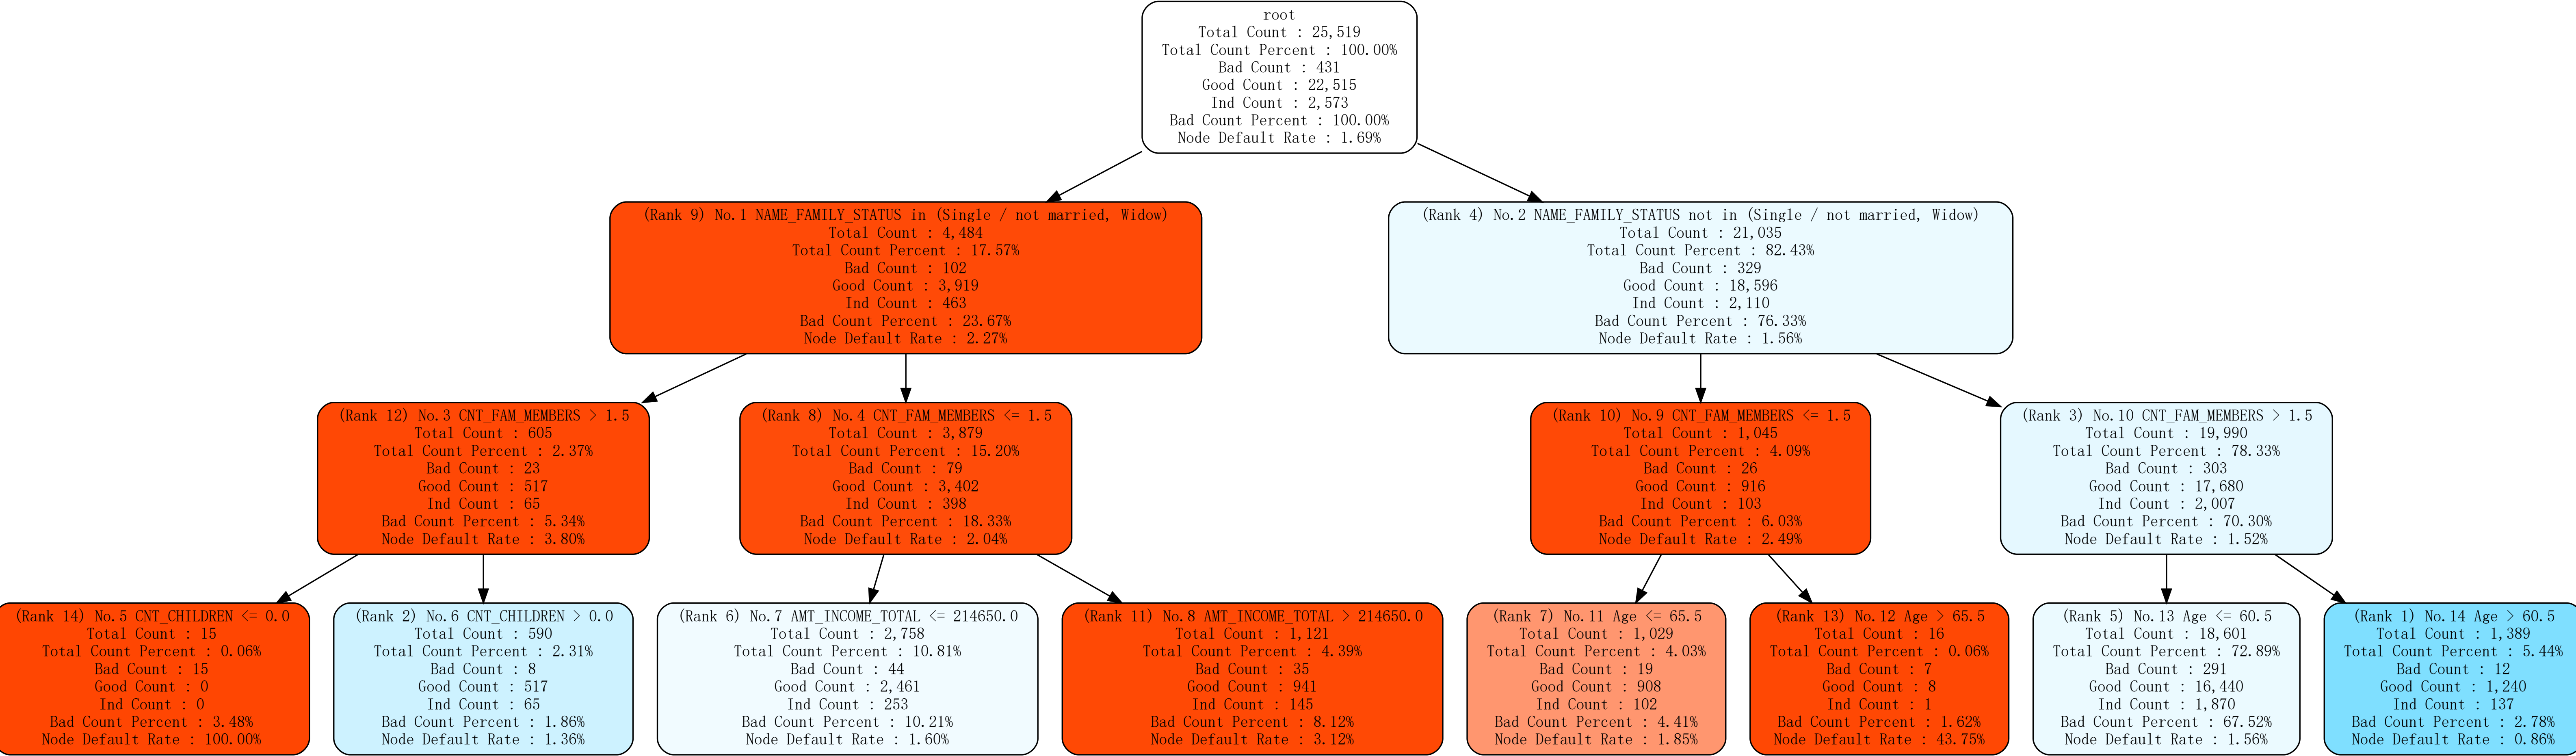 root
Total Count : 25,519
Total Count Percent : 100.00%
Bad Count : 431
Good Count : 22,515
Ind Count : 2,573
Bad Count Percent : 100.00%
Node Default Rate : 1.69%
(Rank 9) No.1 NAME_FAMILY_STATUS in (Single / not married, Widow)
Total Count : 4,484
Total Count Percent : 17.57%
Bad Count : 102
Good Count : 3,919
Ind Count : 463
Bad Count Percent : 23.67%
Node Default Rate : 2.27%
(Rank 4) No.2 NAME_FAMILY_STATUS not in (Single / not married, Widow)
Total Count : 21,035
Total Count Percent : 82.43%
Bad Count : 329
Good Count : 18,596
Ind Count : 2,110
Bad Count Percent : 76.33%
Node Default Rate : 1.56%
(Rank 12) No.3 CNT_FAM_MEMBERS > 1.5
Total Count : 605
Total Count Percent : 2.37%
Bad Count : 23
Good Count : 517
Ind Count : 65
Bad Count Percent : 5.34%
Node Default Rate : 3.80%
(Rank 8) No.4 CNT_FAM_MEMBERS <= 1.5
Total Count : 3,879
Total Count Percent : 15.20%
Bad Count : 79
Good Count : 3,402
Ind Count : 398
Bad Count Percent : 18.33%
Node Default Rate : 2.04%
(Rank 10) No.9 CNT_FAM_MEMBERS <= 1.5
Total Count : 1,045
Total Count Percent : 4.09%
Bad Count : 26
Good Count : 916
Ind Count : 103
Bad Count Percent : 6.03%
Node Default Rate : 2.49%
(Rank 3) No.10 CNT_FAM_MEMBERS > 1.5
Total Count : 19,990
Total Count Percent : 78.33%
Bad Count : 303
Good Count : 17,680
Ind Count : 2,007
Bad Count Percent : 70.30%
Node Default Rate : 1.52%
(Rank 14) No.5 CNT_CHILDREN <= 0.0
Total Count : 15
Total Count Percent : 0.06%
Bad Count : 15
Good Count : 0
Ind Count : 0
Bad Count Percent : 3.48%
Node Default Rate : 100.00%
(Rank 2) No.6 CNT_CHILDREN > 0.0
Total Count : 590
Total Count Percent : 2.31%
Bad Count : 8
Good Count : 517
Ind Count : 65
Bad Count Percent : 1.86%
Node Default Rate : 1.36%
(Rank 6) No.7 AMT_INCOME_TOTAL <= 214650.0
Total Count : 2,758
Total Count Percent : 10.81%
Bad Count : 44
Good Count : 2,461
Ind Count : 253
Bad Count Percent : 10.21%
Node Default Rate : 1.60%
(Rank 11) No.8 AMT_INCOME_TOTAL > 214650.0
Total Count : 1,121
Total Count Percent : 4.39%
Bad Count : 35
Good Count : 941
Ind Count : 145
Bad Count Percent : 8.12%
Node Default Rate : 3.12%
(Rank 7) No.11 Age <= 65.5
Total Count : 1,029
Total Count Percent : 4.03%
Bad Count : 19
Good Count : 908
Ind Count : 102
Bad Count Percent : 4.41%
Node Default Rate : 1.85%
(Rank 13) No.12 Age > 65.5
Total Count : 16
Total Count Percent : 0.06%
Bad Count : 7
Good Count : 8
Ind Count : 1
Bad Count Percent : 1.62%
Node Default Rate : 43.75%
(Rank 5) No.13 Age <= 60.5
Total Count : 18,601
Total Count Percent : 72.89%
Bad Count : 291
Good Count : 16,440
Ind Count : 1,870
Bad Count Percent : 67.52%
Node Default Rate : 1.56%
(Rank 1) No.14 Age > 60.5
Total Count : 1,389
Total Count Percent : 5.44%
Bad Count : 12
Good Count : 1,240
Ind Count : 137
Bad Count Percent : 2.78%
Node Default Rate : 0.86%